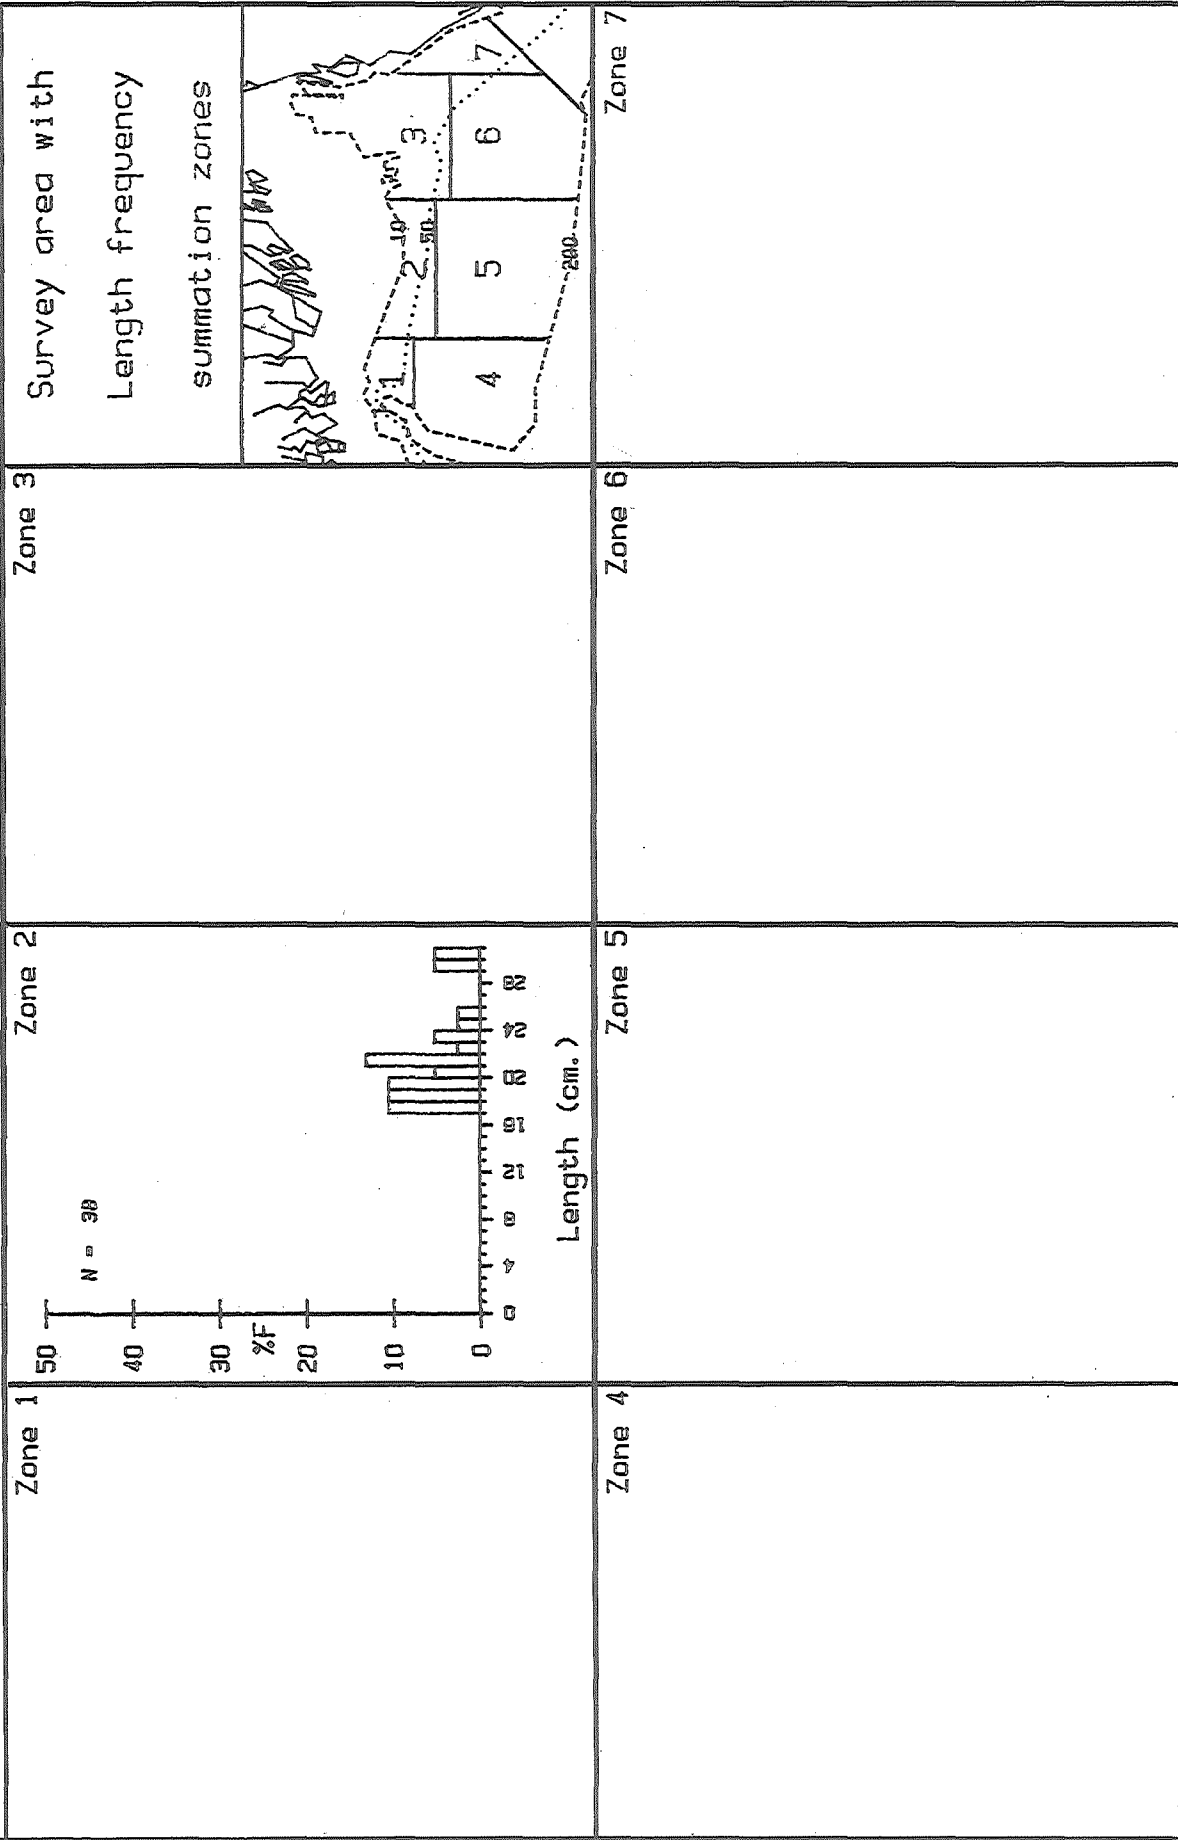 Zone 1
Zone 2
N = 38
50
40
30
20
10
0
%F
0 4 8 12 16 20 24 28
Length (cm.)
Zone 3
Survey area with
Length frequency
summation zones
1
2
3
4
5
6
7
10
50
200
Zone 4
Zone 5
Zone 6
Zone 7